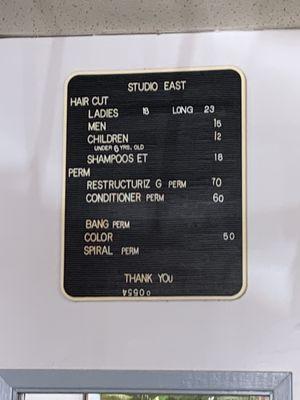 STUDIO EAST
HAIR CUT
LADIES 18 LONG 23
MEN 15
CHILDREN 12
UNDER 6 YRS. OLD
SHAMPOOS ET 18
PERM
RESTRUCTURIZ G PERM 70
CONDITIONER PERM 60
BANG PERM
COLOR 50
SPIRAL PERM
THANK YOU